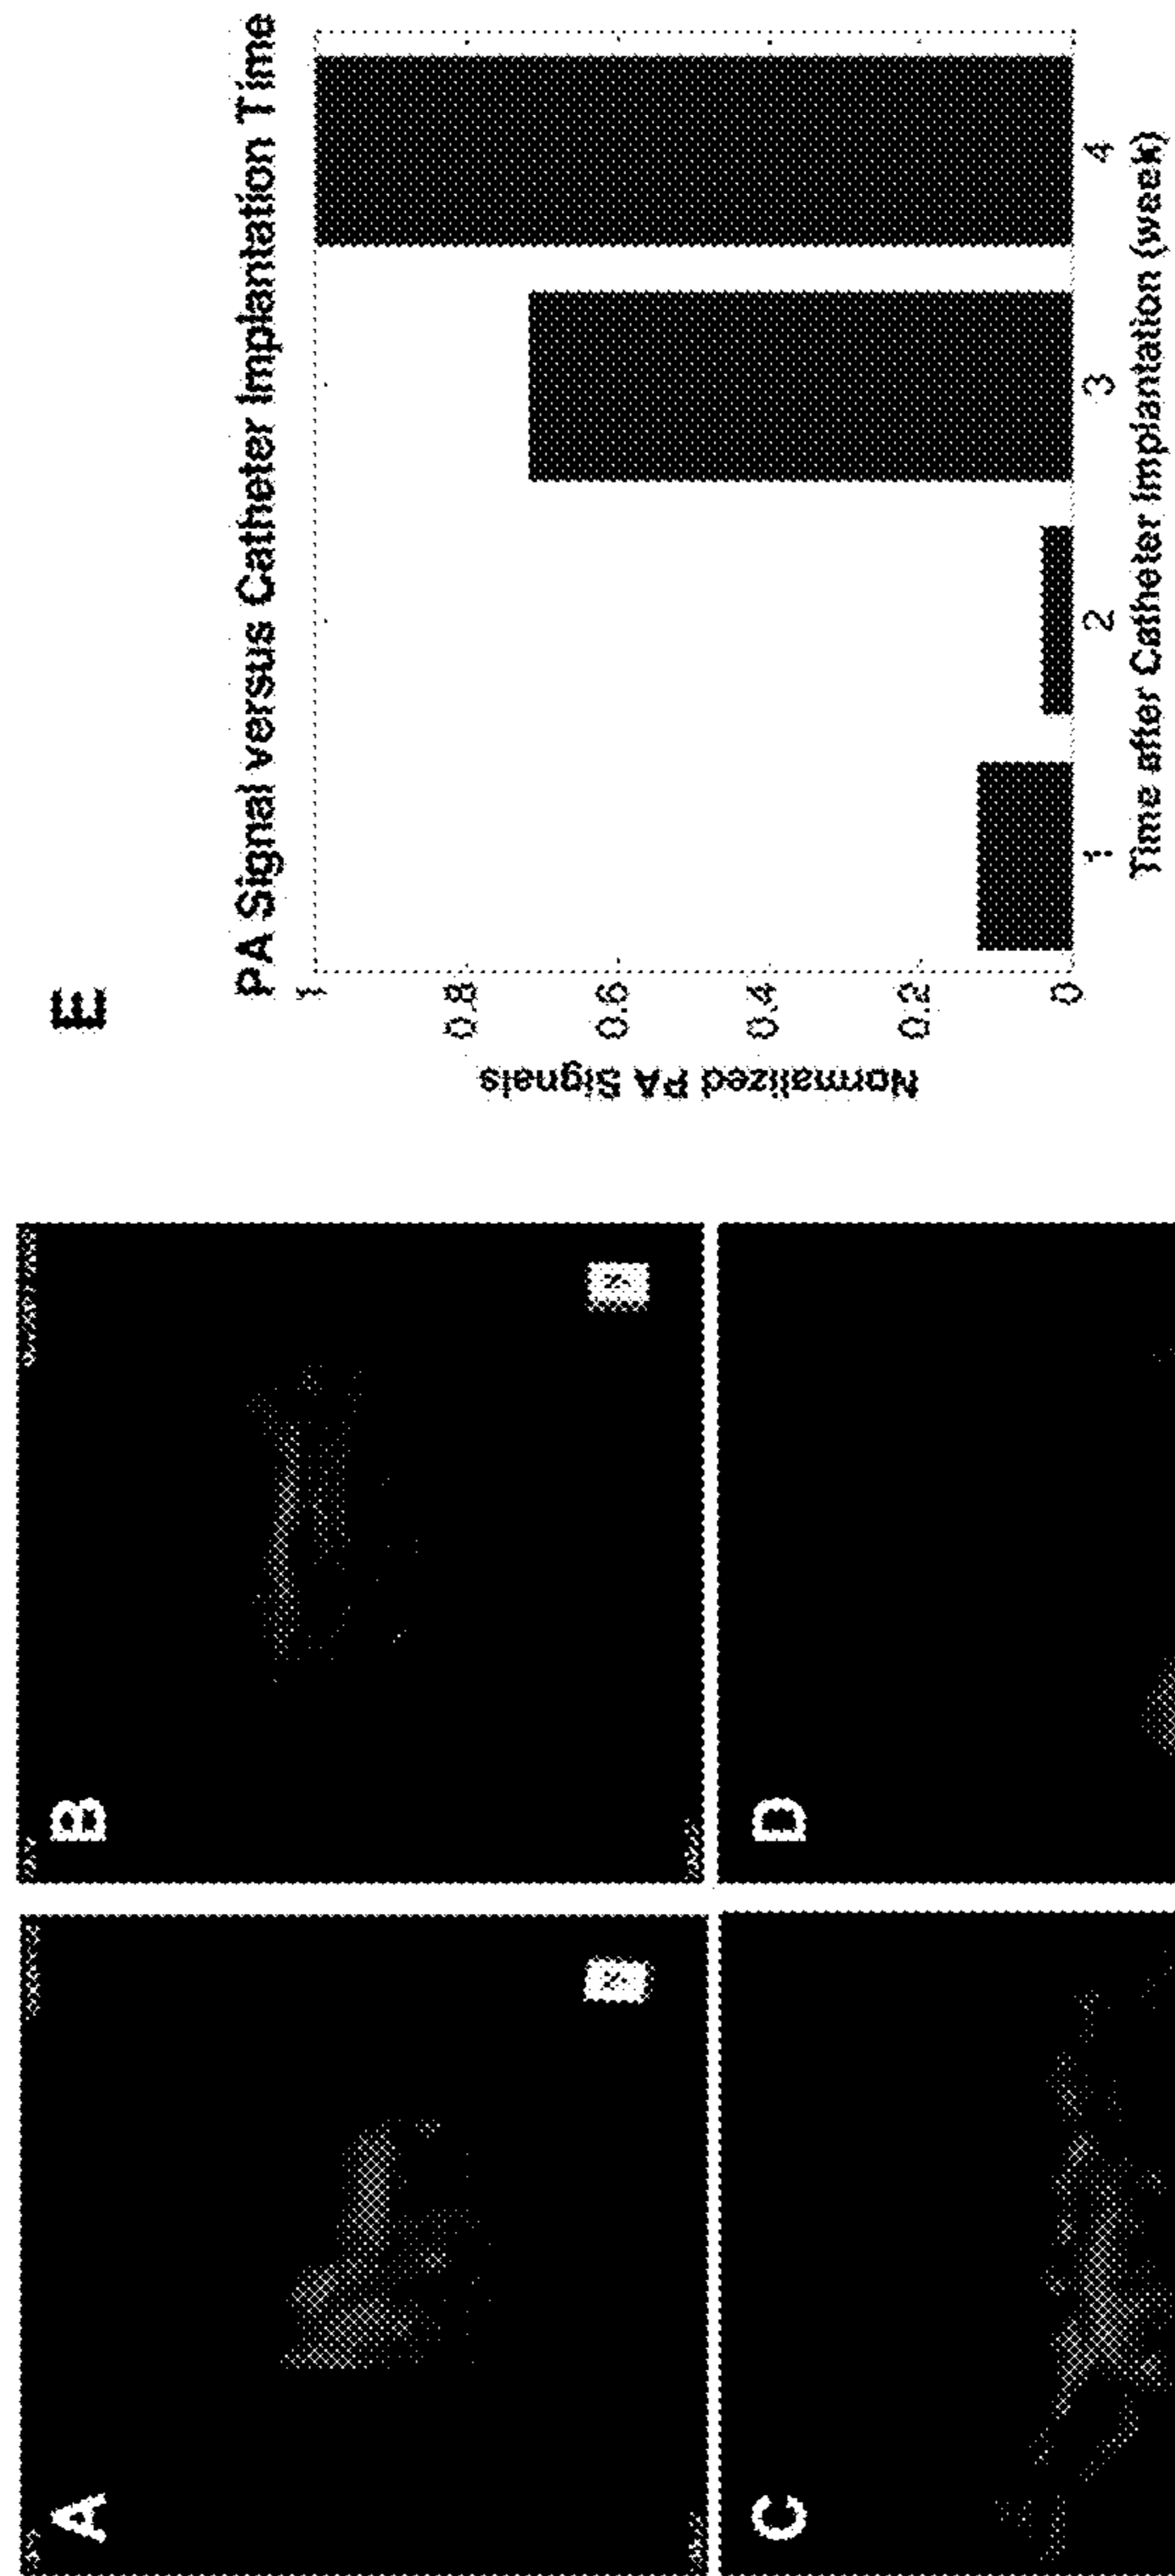 A
B
C
D
E
PA Signal versus Catheter Implantation Time
Normalized PA Signals
1
0.8
0.6
0.4
0.2
0
1 2 3 4
Time after Catheter Implantation (week)